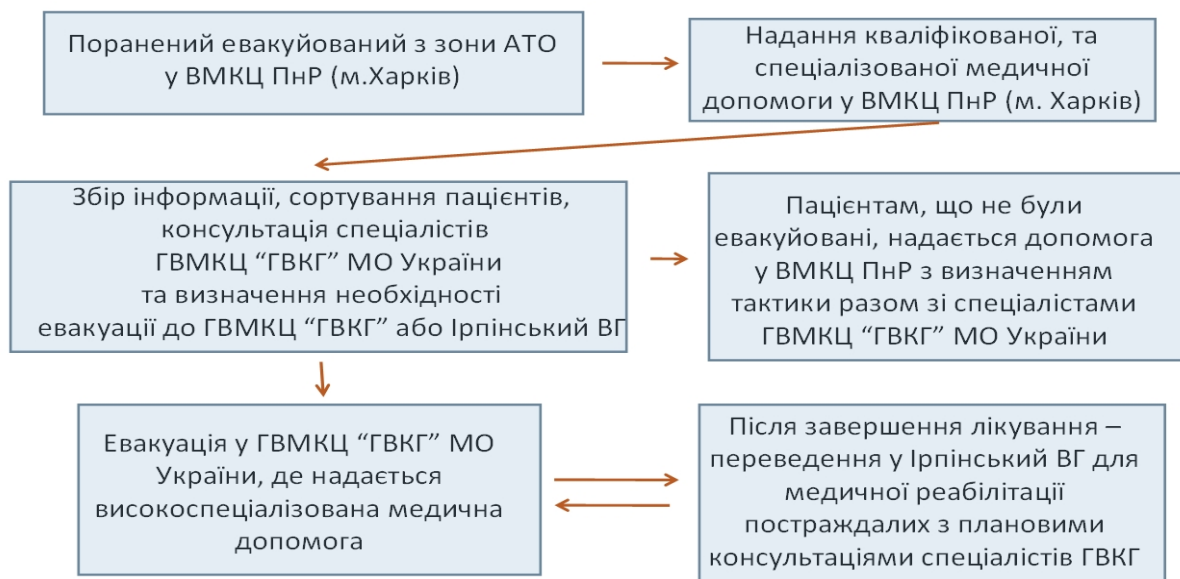 Поранений евакуйований з зони АТО
у ВМКЦ ПнР (м.Харків)
Надання кваліфікованої, та
спеціалізованої медичної
допомоги у ВМКЦ ПнР (м. Харків)
Збір інформації, сортування пацієнтів,
консультація спеціалістів
ГВМКЦ “ГВКГ” МО України
та визначення необхідності
евакуації до ГВМКЦ “ГВКГ” або Ірпінський ВГ
Пацієнтам, що не були
евакуйовані, надається допомога
у ВМКЦ ПнР з визначенням
тактики разом зі спеціалістами
ГВМКЦ “ГВКГ” МО України
Евакуація у ГВМКЦ “ГВКГ” МО
України, де надається
високоспеціалізована медична
допомога
Після завершення лікування –
переведення у Ірпінський ВГ для
медичної реабілітації
постраждалих з плановими
консультаціями спеціалістів ГВКГ